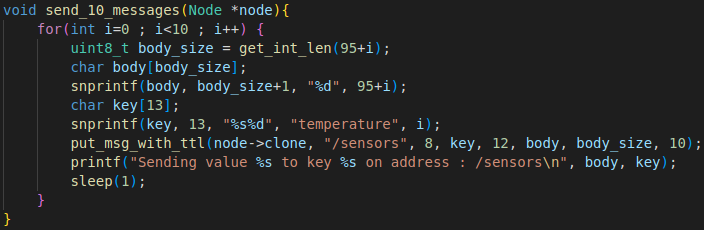 void send_10_messages(Node *node){
    for(int i=0 ; i<10 ; i++) {
        uint8_t body_size = get_int_len(95+i);
        char body[body_size];
        snprintf(body, body_size+1, "%d", 95+i);
        char key[13];
        snprintf(key, 13, "%s%d", "temperature", i);
        put_msg_with_ttl(node->clone, "/sensors", 8, key, 12, body, body_size, 10);
        printf("Sending value %s to key %s on address : /sensors\n", body, key);
        sleep(1);
    }
}